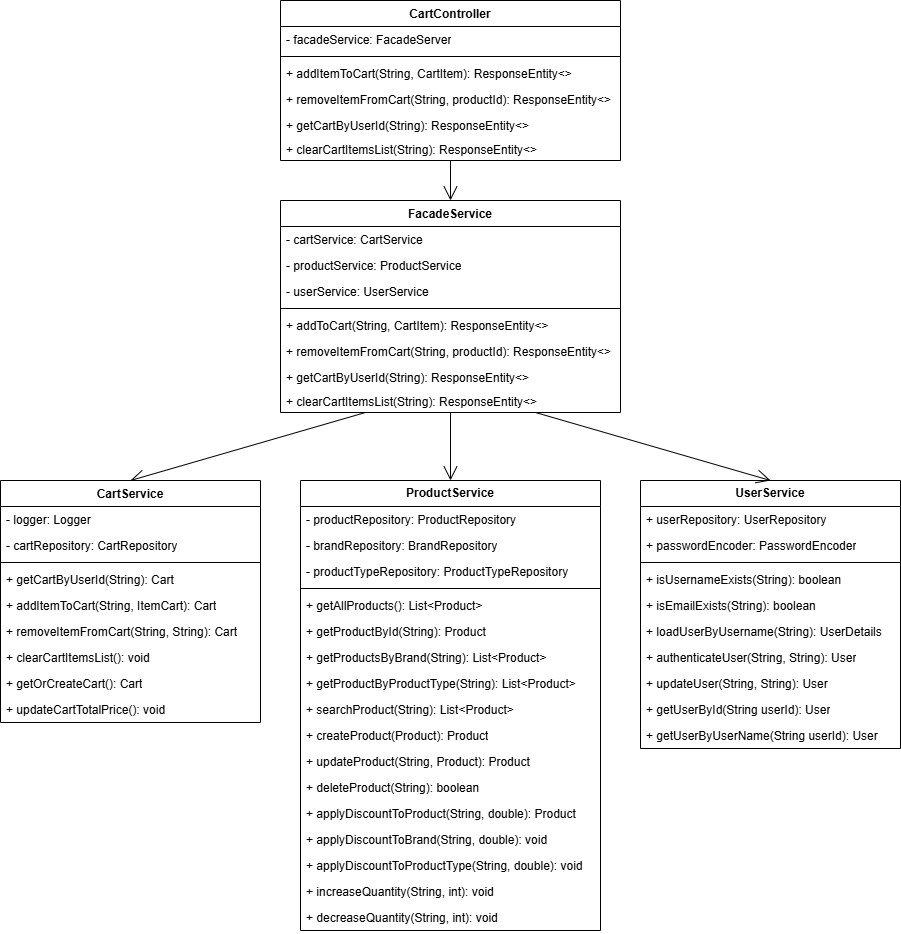 CartController
- facadeService: FacadeServer
+ addItemToCart(String, CartItem): ResponseEntity<>
+ removeItemFromCart(String, productId): ResponseEntity<>
+ getCartByUserId(String): ResponseEntity<>
+ clearCartItemsList(String): ResponseEntity<>
FacadeService
- cartService: CartService
- productService: ProductService
- userService: UserService
+ addToCart(String, CartItem): ResponseEntity<>
+ removeItemFromCart(String, productId): ResponseEntity<>
+ getCartByUserId(String): ResponseEntity<>
+ clearCartItemsList(String): ResponseEntity<>
CartService
- logger: Logger
- cartRepository: CartRepository
+ getCartByUserId(String): Cart
+ addItemToCart(String, ItemCart): Cart
+ removeItemFromCart(String, String): Cart
+ clearCartItemsList(): void
+ getOrCreateCart(): Cart
+ updateCartTotalPrice(): void
ProductService
- productRepository: ProductRepository
- brandRepository: BrandRepository
- productTypeRepository: ProductTypeRepository
+ getAllProducts(): List<Product>
+ getProductById(String): Product
+ getProductsByBrand(String): List<Product>
+ getProductByProductType(String): List<Product>
+ searchProduct(String): List<Product>
+ createProduct(Product): Product
+ updateProduct(String, Product): Product
+ deleteProduct(String): boolean
+ applyDiscountToProduct(String, double): Product
+ applyDiscountToBrand(String, double): void
+ applyDiscountToProductType(String, double): void
+ increaseQuantity(String, int): void
+ decreaseQuantity(String, int): void
UserService
+ userRepository: UserRepository
+ passwordEncoder: PasswordEncoder
+ isUsernameExists(String): boolean
+ isEmailExists(String): boolean
+ loadUserByUsername(String): UserDetails
+ authenticateUser(String, String): User
+ updateUser(String, String): User
+ getUserById(String userId): User
+ getUserByUserName(String userId): User